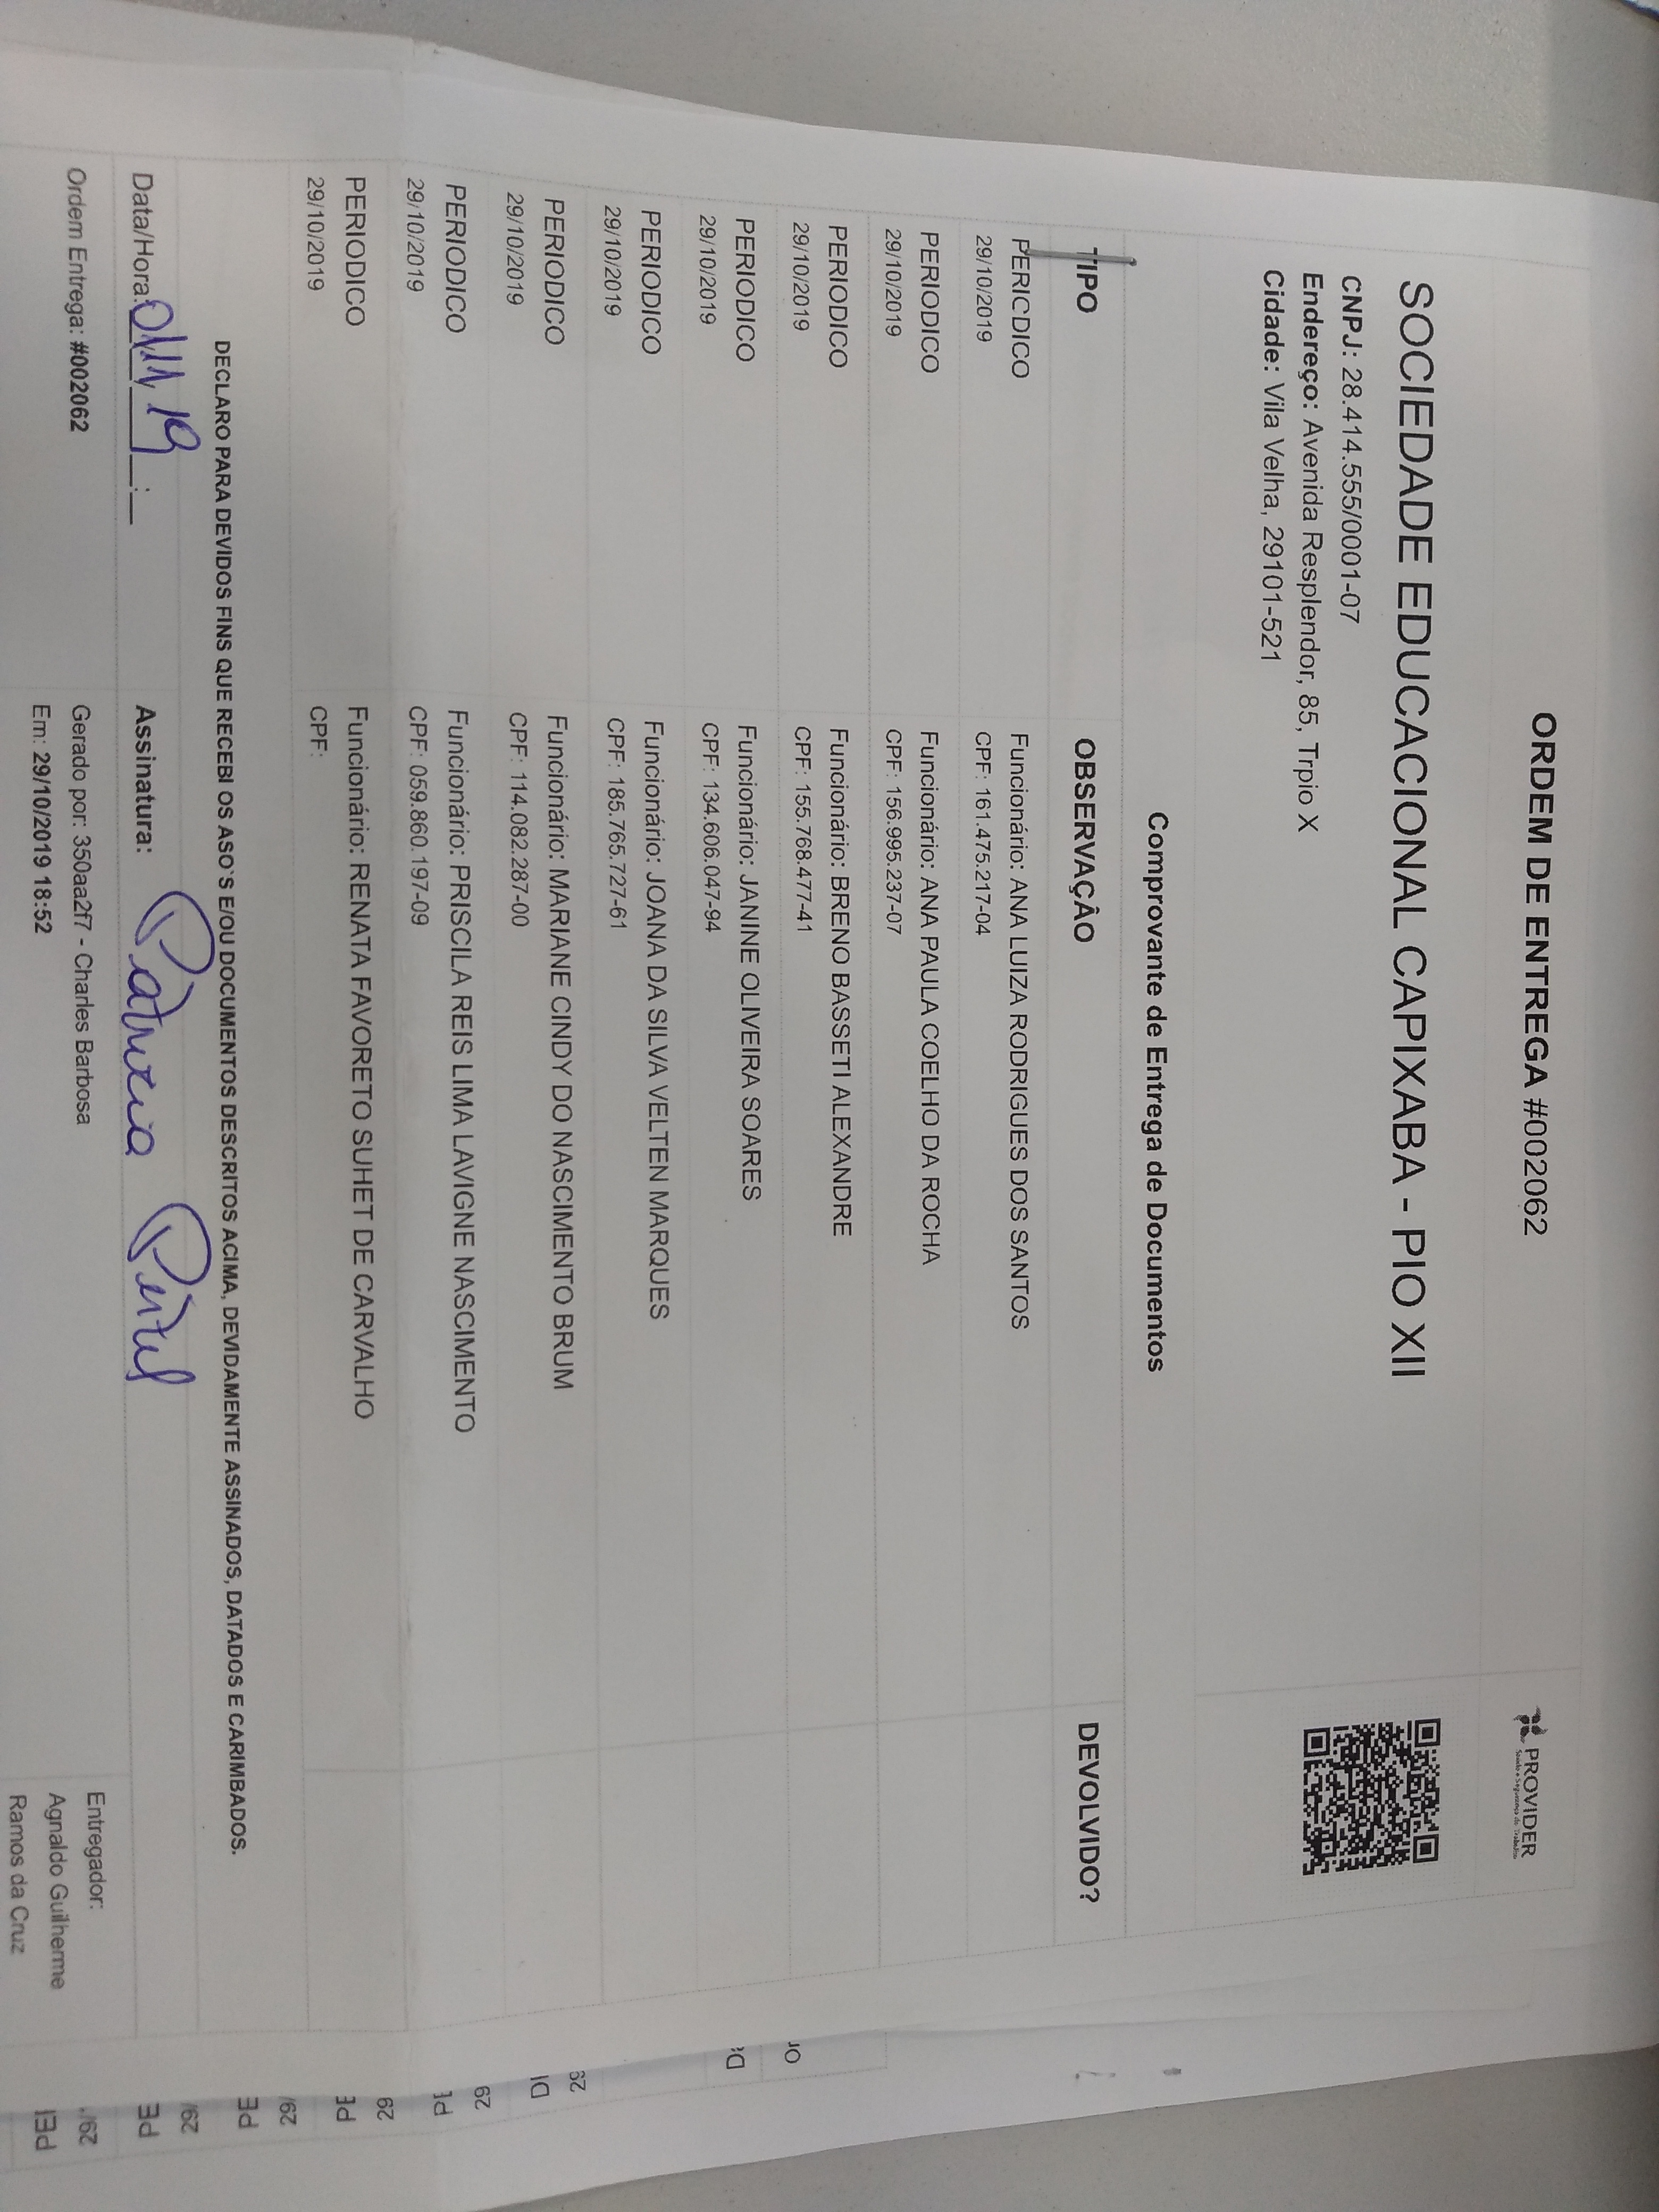 ORDEM DE ENTREGA #002062
PROVIDER
Saúde e Segurança do Trabalho
SOCIEDADE EDUCACIONAL CAPIXABA - PIO XII
CNPJ: 28.414.555/0001-07
Endereço: Avenida Resplendor, 85, Trpio X
Cidade: Vila Velha, 29101-521
Comprovante de Entrega de Documentos
TIPO OBSERVAÇÃO DEVOLVIDO?
PERIODICO Funcionário: ANA LUIZA RODRIGUES DOS SANTOS
29/10/2019 CPF: 161.475.217-04
PERIODICO Funcionário: ANA PAULA COELHO DA ROCHA
29/10/2019 CPF: 156.995.237-07
PERIODICO Funcionário: BRENO BASSETI ALEXANDRE
29/10/2019 CPF: 155.768.477-41
PERIODICO Funcionário: JANINE OLIVEIRA SOARES
29/10/2019 CPF: 134.606.047-94
PERIODICO Funcionário: JOANA DA SILVA VELTEN MARQUES
29/10/2019 CPF: 185.765.727-61
PERIODICO Funcionário: MARIANE CINDY DO NASCIMENTO BRUM
29/10/2019 CPF: 114.082.287-00
PERIODICO Funcionário: PRISCILA REIS LIMA LAVIGNE NASCIMENTO
29/10/2019 CPF: 059.860.197-09
PERIODICO Funcionário: RENATA FAVORETO SUHET DE CARVALHO
29/10/2019 CPF:
DECLARO PARA DEVIDOS FINS QUE RECEBI OS ASO'S E/OU DOCUMENTOS DESCRITOS ACIMA, DEVIDAMENTE ASSINADOS, DATADOS E CARIMBADOS.
Data/Hora: Assinatura: Patricia
Ordem Entrega: #002062 Gerado por: 350aa2f7 - Charles Barbosa Entregador:
Em: 29/10/2019 18:52 Agnaldo Guilherme
Ramos da Cruz